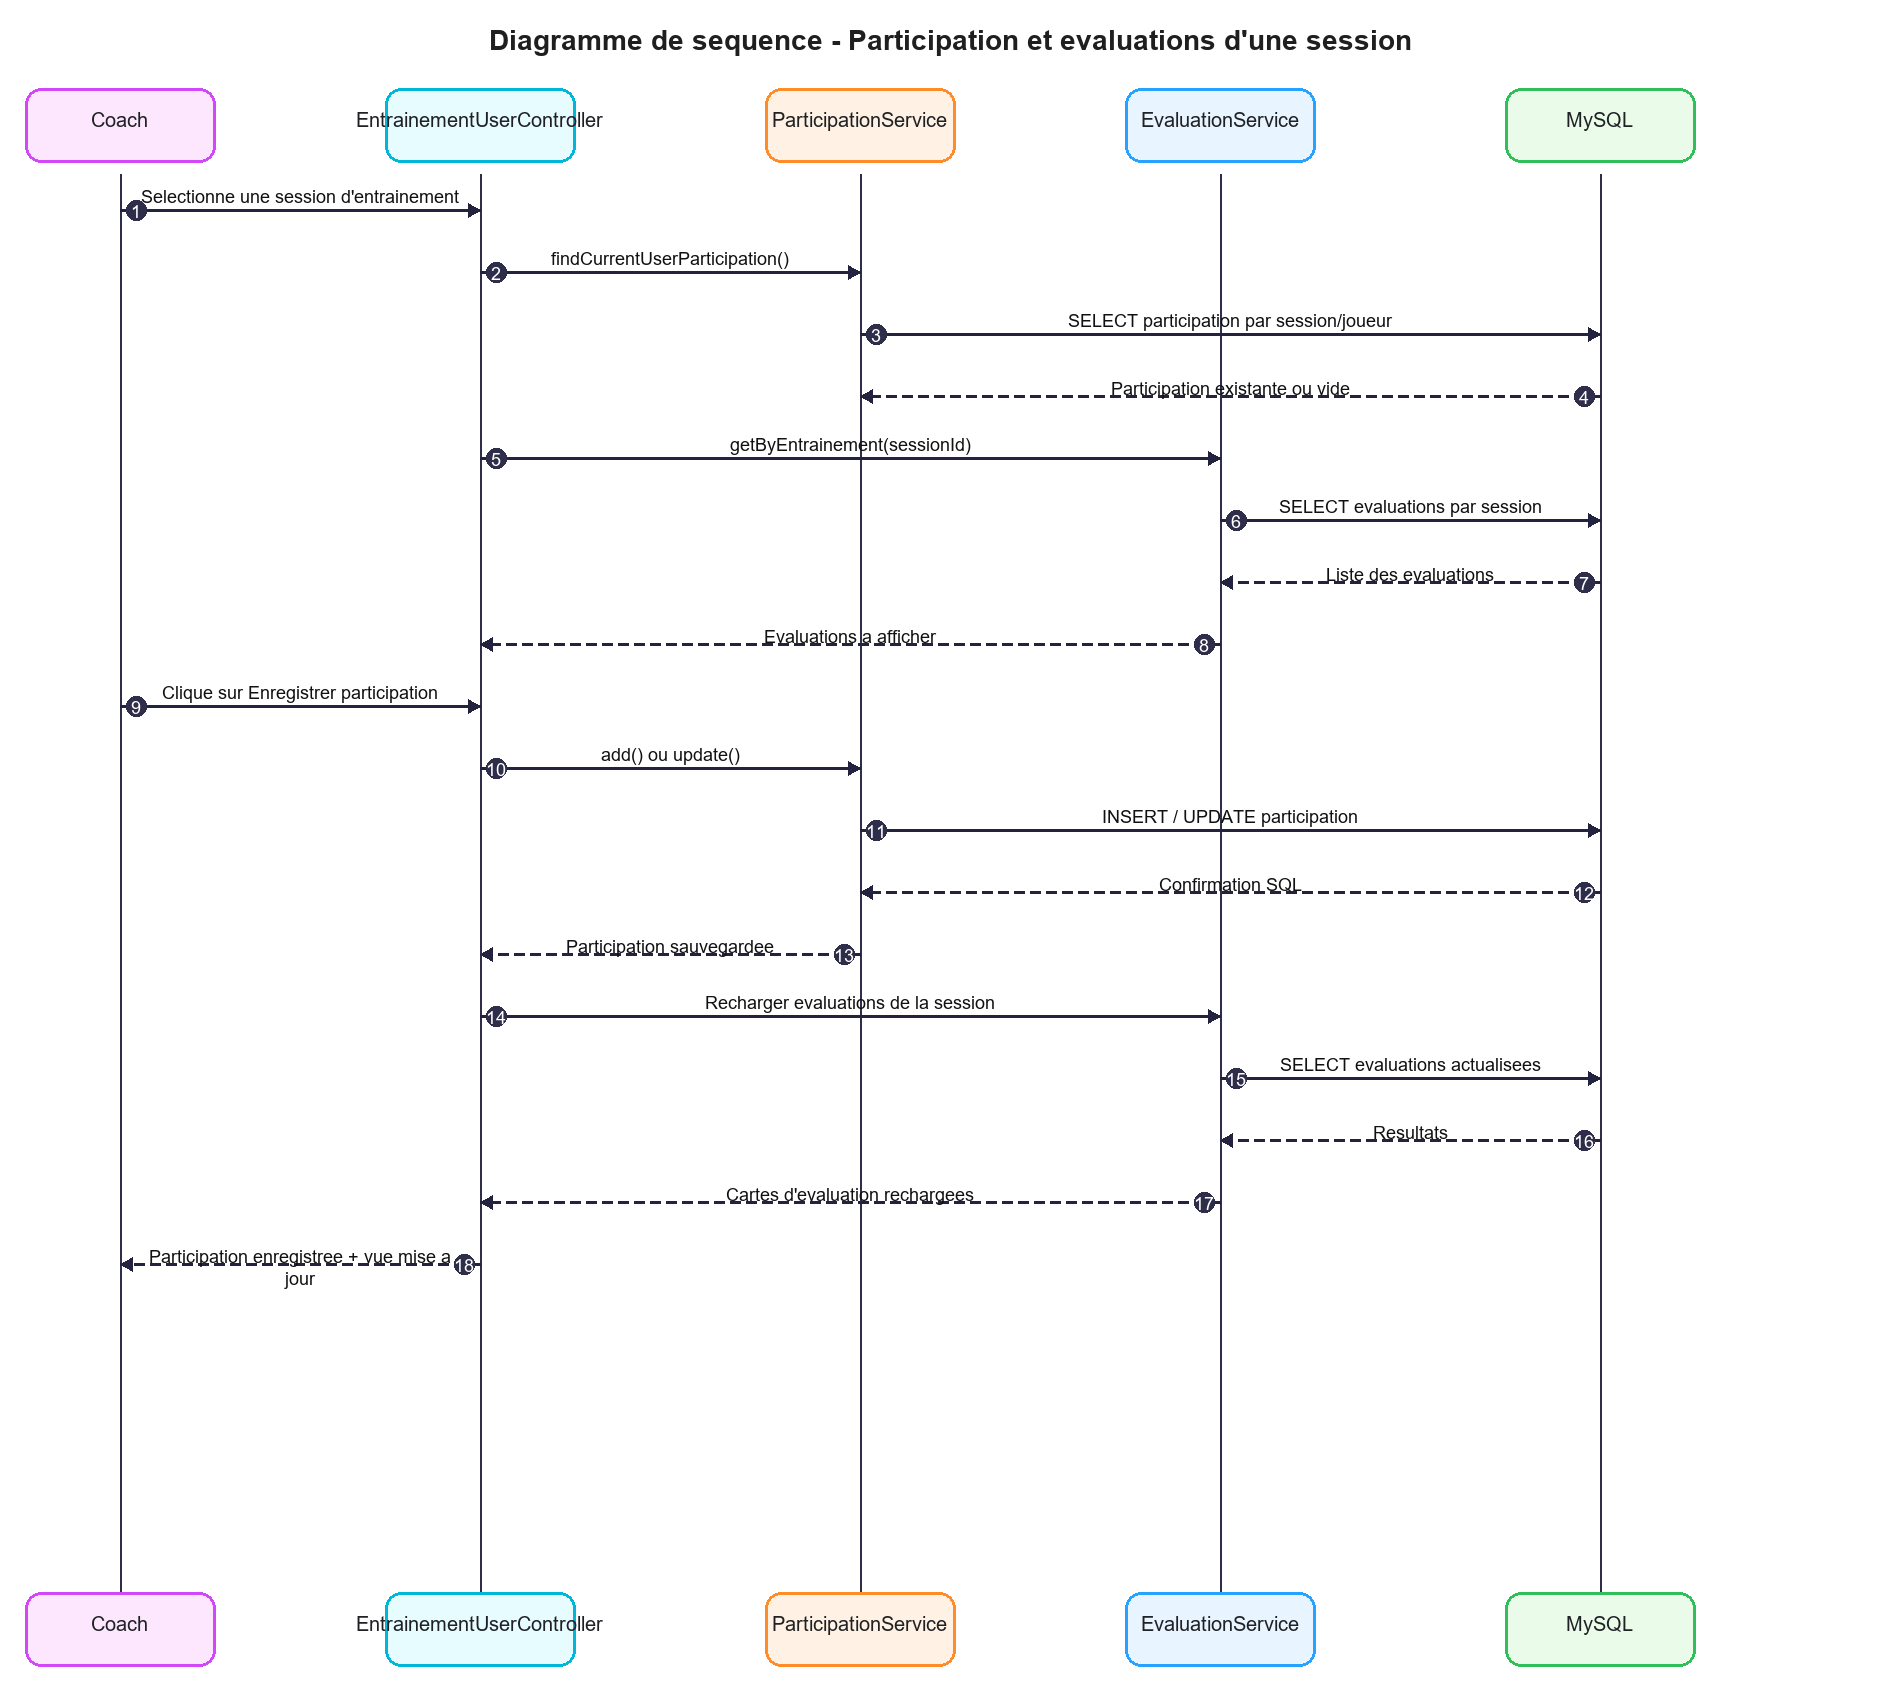 Diagramme de sequence - Participation et evaluations d'une session
Coach
EntrainementUserController
ParticipationService
EvaluationService
MySQL
1
Selectionne une session d'entrainement
2
findCurrentUserParticipation()
3
SELECT participation par session/joueur
Participation existante ou vide
4
5
getByEntrainement(sessionId)
6
SELECT evaluations par session
Liste des evaluations
7
Evaluations a afficher
8
9
Clique sur Enregistrer participation
10
add() ou update()
11
INSERT / UPDATE participation
Confirmation SQL
12
Participation sauvegardee
13
14
Recharger evaluations de la session
15
SELECT evaluations actualisees
Resultats
16
Cartes d'evaluation rechargees
17
Participation enregistree + vue mise a
jour
18
Coach
EntrainementUserController
ParticipationService
EvaluationService
MySQL